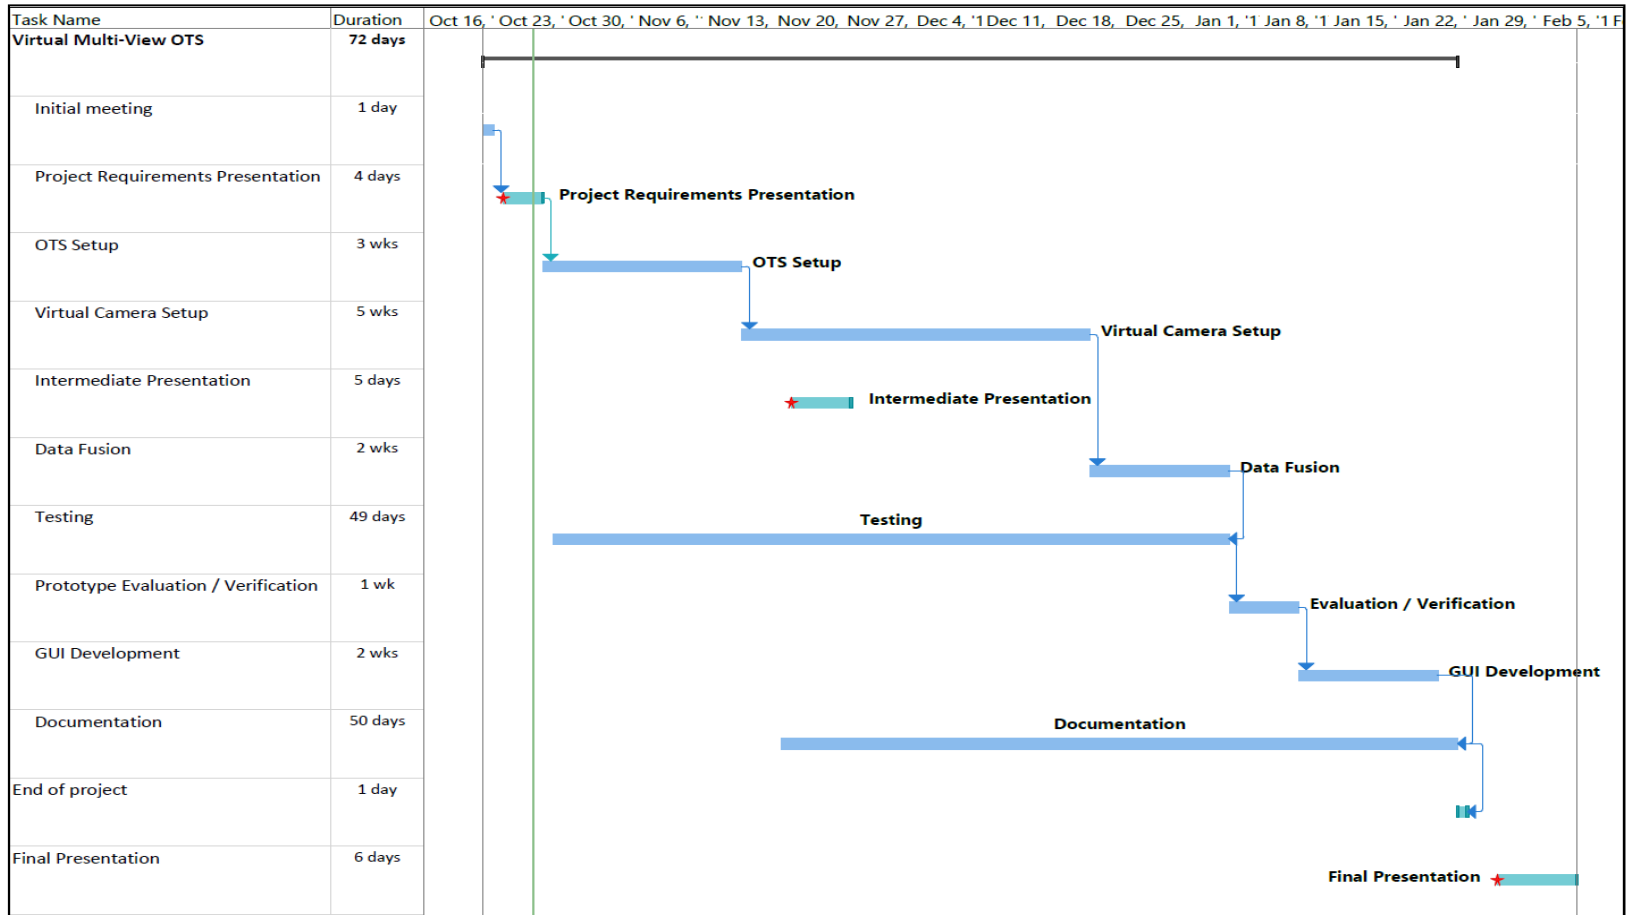 Task Name Duration Oct 16, ' Oct 23, ' Oct 30, ' Nov 6, '' Nov 13, Nov 20, Nov 27, Dec 4, '1 Dec 11, Dec 18, Dec 25, Jan 1, '1 Jan 8, '1 Jan 15, ' Jan 22, ' Jan 29, ' Feb 5, '1 F
Virtual Multi-View OTS 72 days
Initial meeting 1 day
Project Requirements Presentation 4 days Project Requirements Presentation
OTS Setup 3 wks OTS Setup
Virtual Camera Setup 5 wks Virtual Camera Setup
Intermediate Presentation 5 days Intermediate Presentation
Data Fusion 2 wks Data Fusion
Testing 49 days Testing
Prototype Evaluation / Verification 1 wk Evaluation / Verification
GUI Development 2 wks GUI Development
Documentation 50 days Documentation
End of project 1 day
Final Presentation 6 days Final Presentation